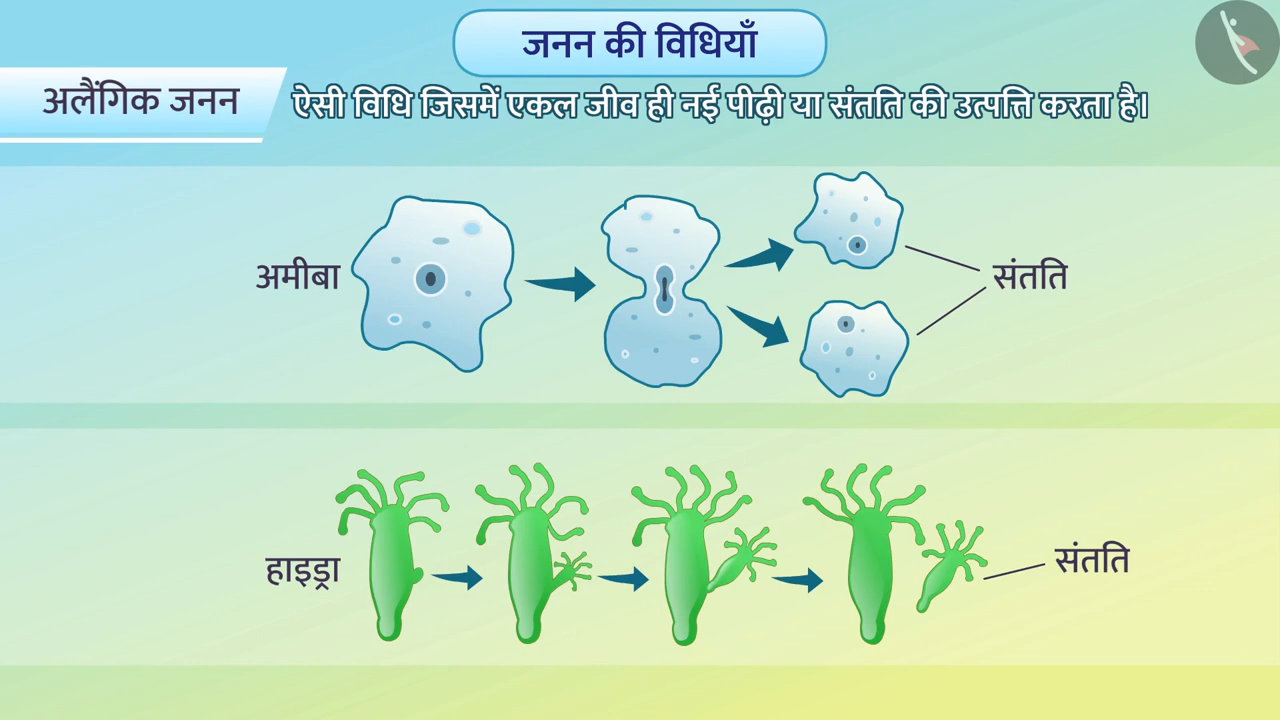 जनन की विधियाँ
अलैंगिक जनन
ऐसी विधि जिसमें एकल जीव ही नई पीढ़ी या संतति की उत्पत्ति करता है।
अमीबा
संतति
हाइड्रा
संतति